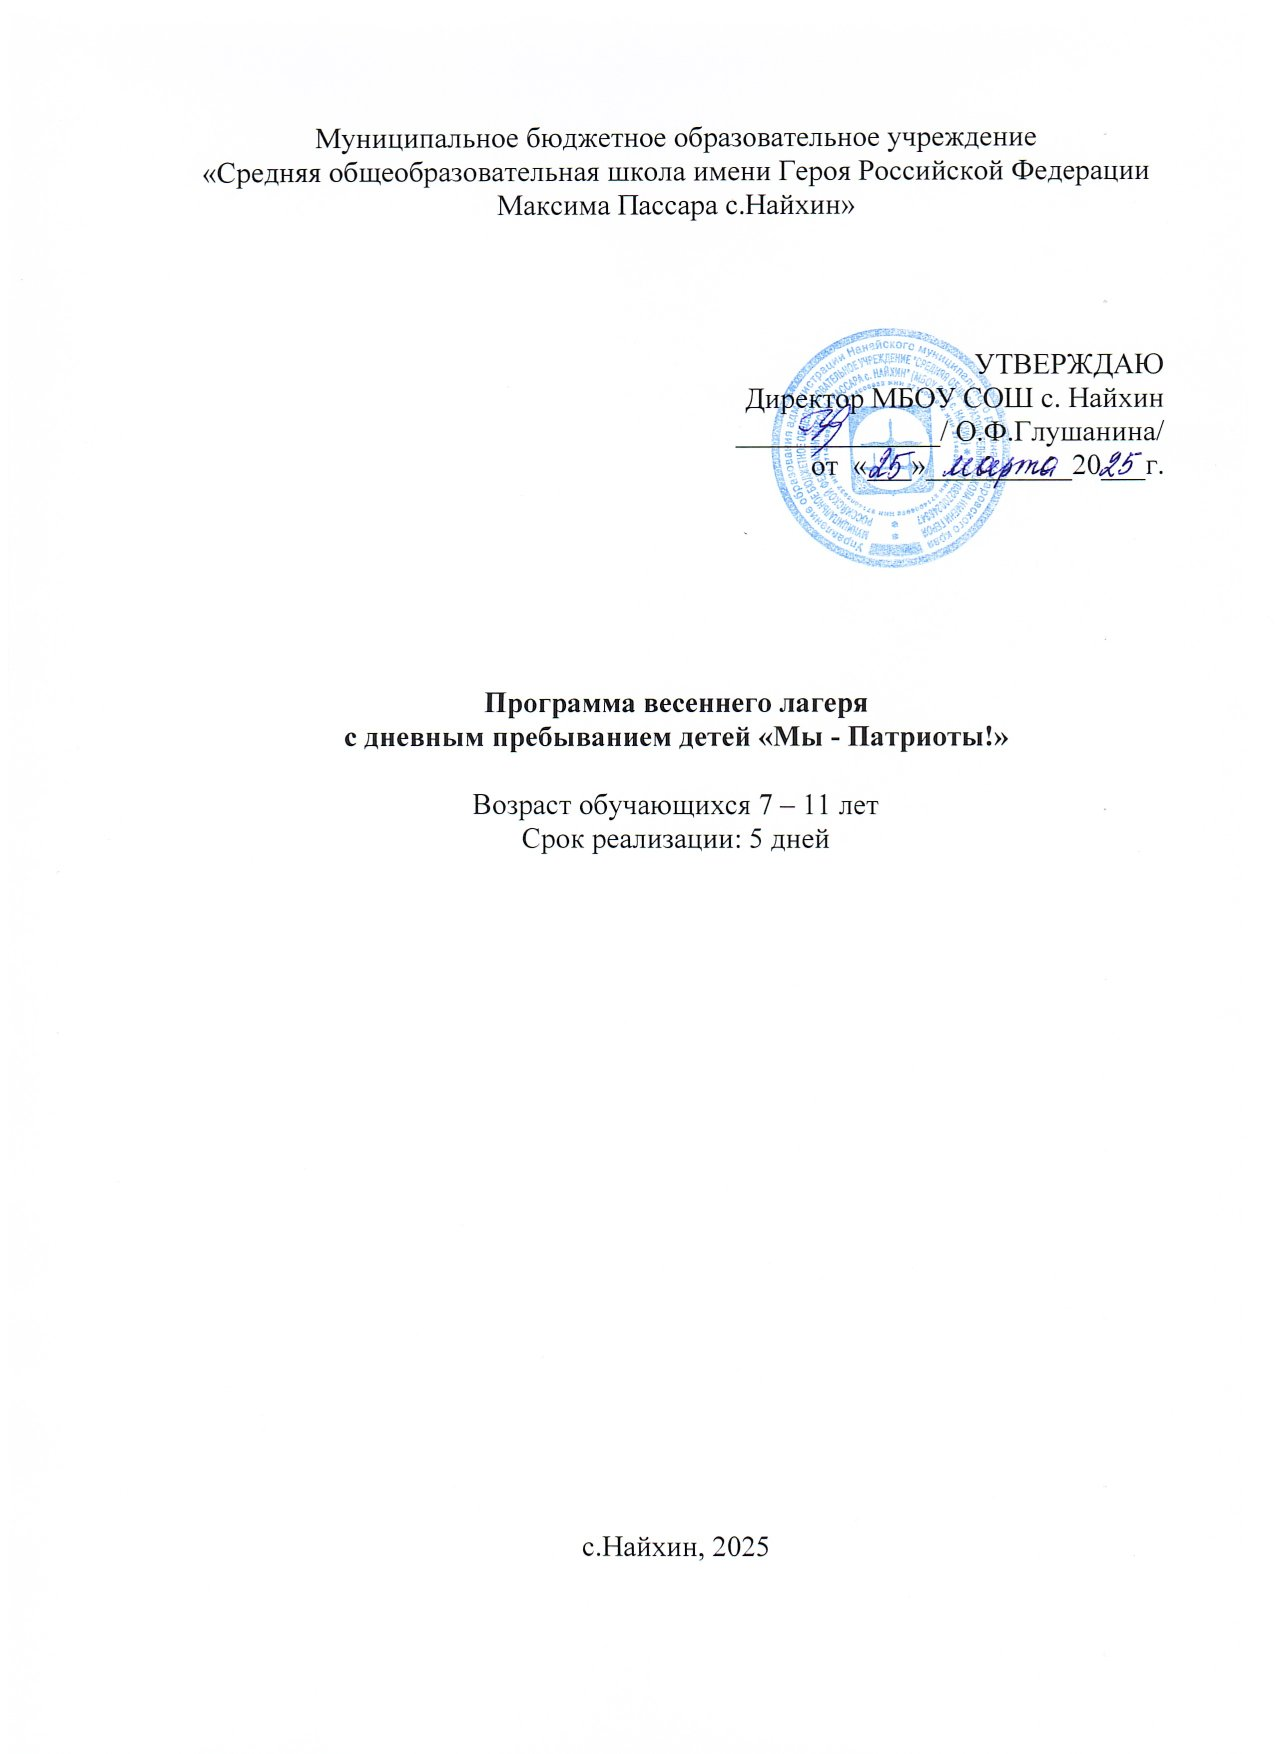 Муниципальное бюджетное образовательное учреждение
«Средняя общеобразовательная школа имени Героя Российской Федерации
Максима Пассара с.Найхин»
УТВЕРЖДАЮ
Директор МБОУ СОШ с. Найхин
______________/ О.Ф.Глушанина/
от «25» марта 2025 г.
Программа весеннего лагеря
с дневным пребыванием детей «Мы - Патриоты!»
Возраст обучающихся 7 – 11 лет
Срок реализации: 5 дней
с.Найхин, 2025